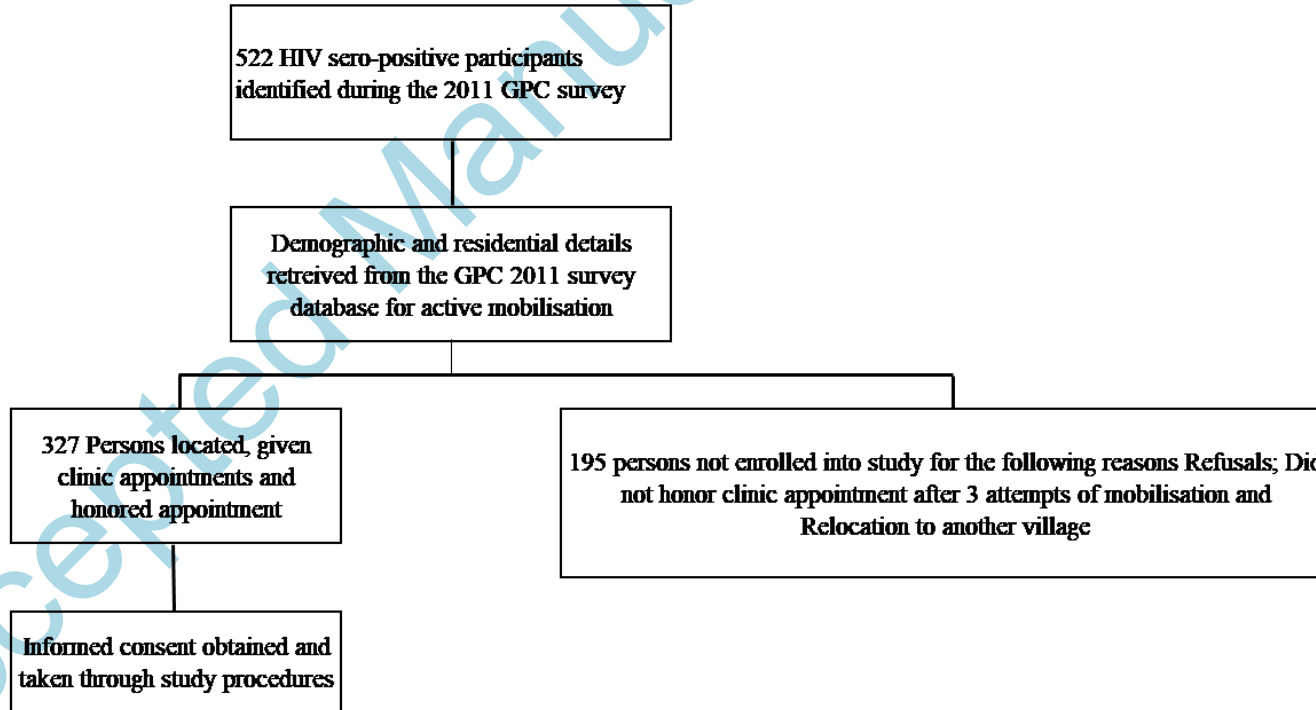 522 HIV sero-positive participants
identified during the 2011 GPC survey
Demographic and residential details
retreived from the GPC 2011 survey
database for active mobilisation
327 Persons located, given
clinic appointments and
honored appointment
195 persons not enrolled into study for the following reasons Refusals; Did
not honor clinic appointment after 3 attempts of mobilisation and
Relocation to another village
Informed consent obtained and
taken through study procedures
cepted Manu